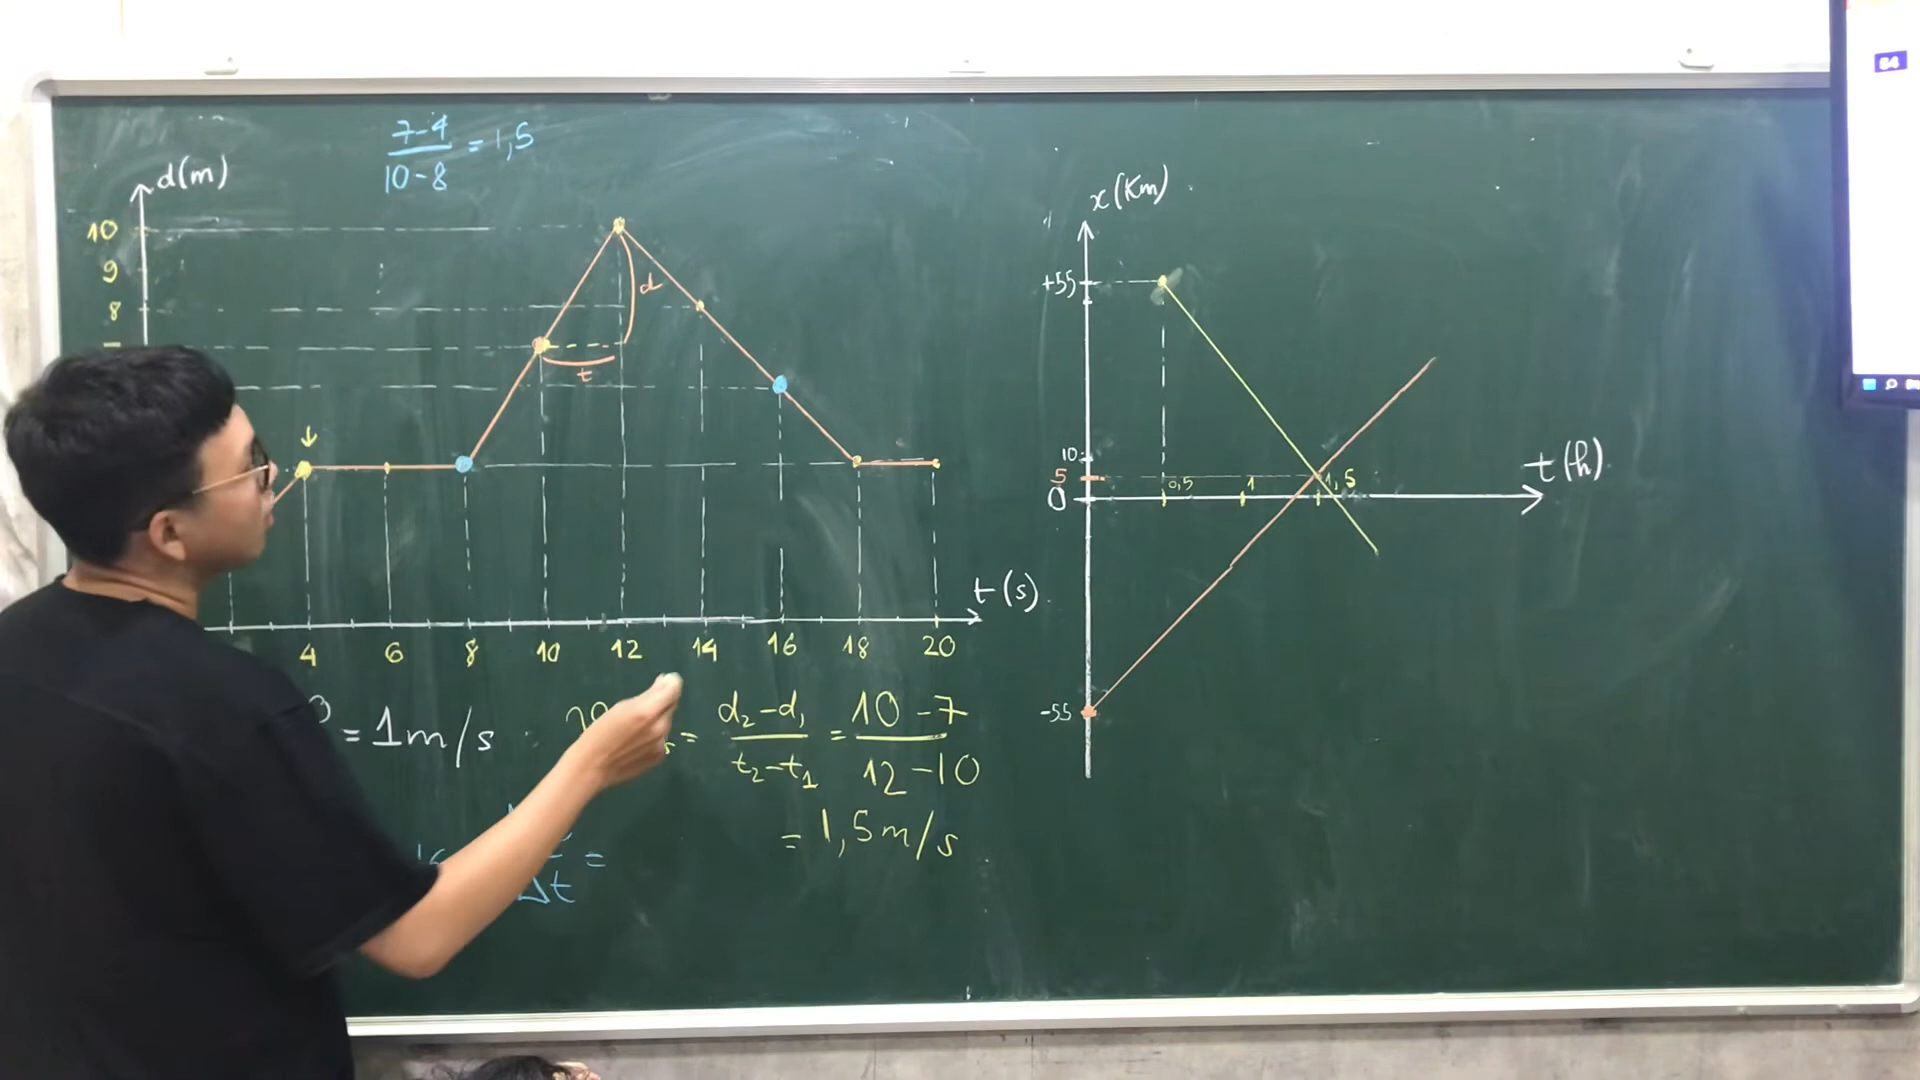 7-4
10-8
= 1,5
d(m)
10
9
8
d
t
t(s)
4 6 8 10 12 14 16 18 20
= 1m/s
= d₂-d₁ = 10-7
t₂-t₁ 12-10
= 1,5m/s
Δt =
x(Km)
+55
10
5
0
0,5 1 1,5
t(h)
-55
84